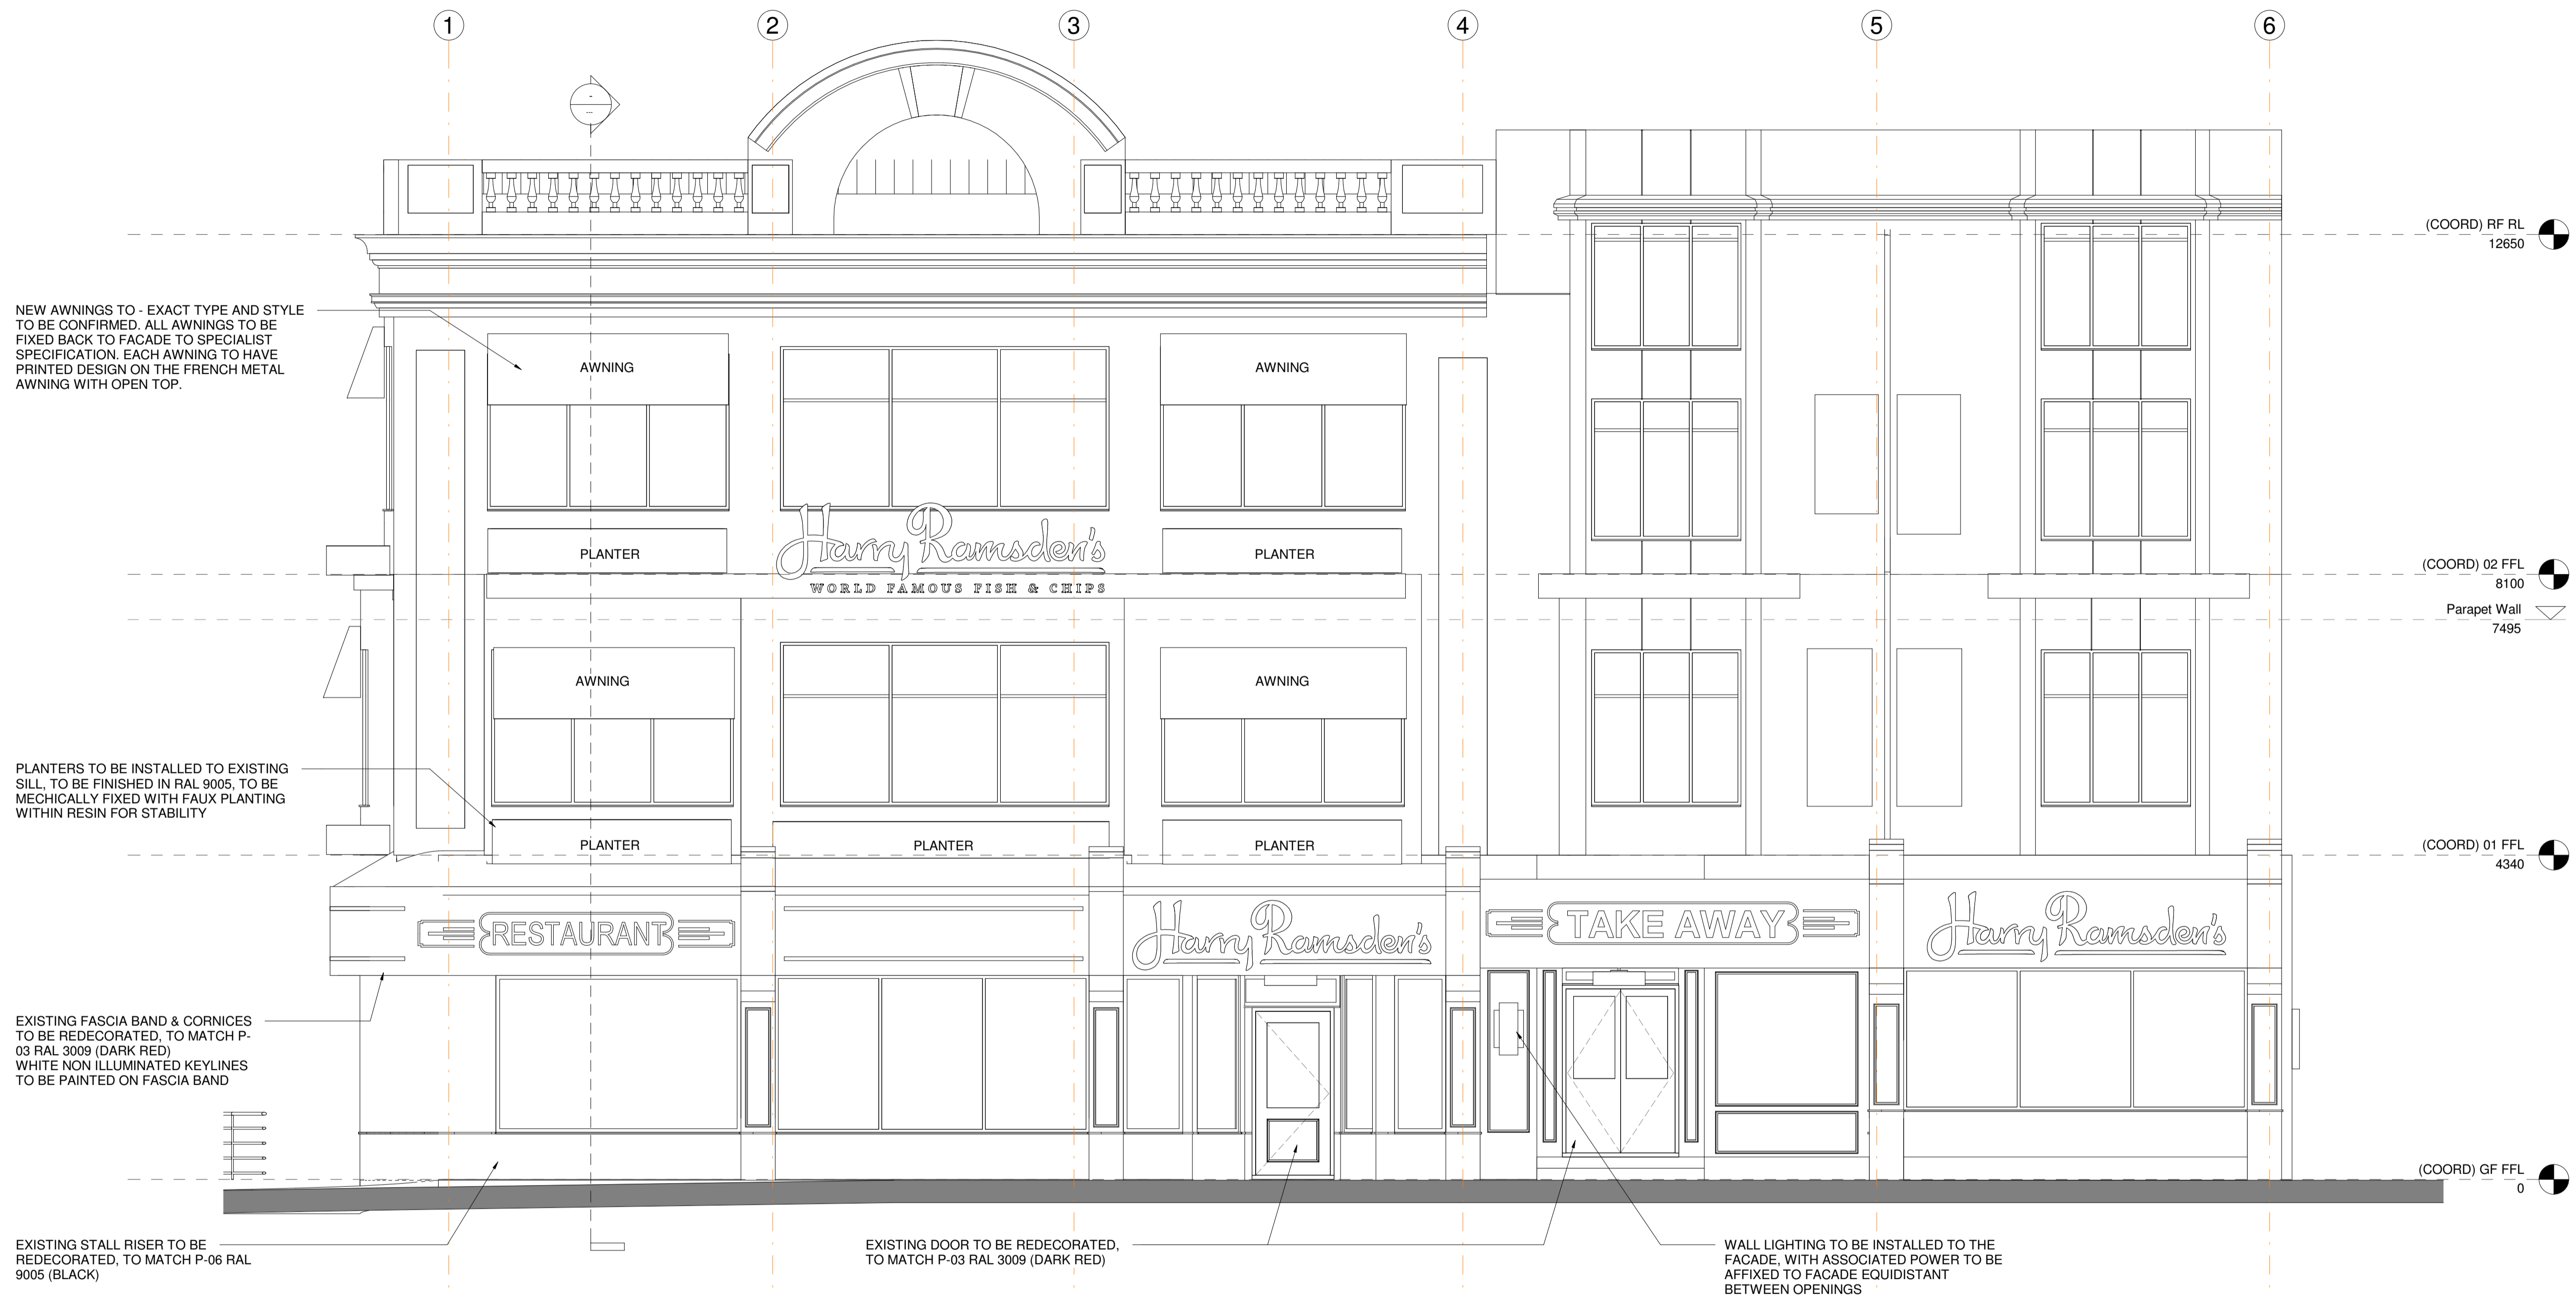 1
2
3
4
5
6
-
---
(COORD) RF RL
12650
NEW AWNINGS TO - EXACT TYPE AND STYLE
TO BE CONFIRMED. ALL AWNINGS TO BE
FIXED BACK TO FACADE TO SPECIALIST
SPECIFICATION. EACH AWNING TO HAVE
PRINTED DESIGN ON THE FRENCH METAL
AWNING WITH OPEN TOP.
AWNING
AWNING
PLANTER
Harry Ramsden's
WORLD FAMOUS FISH & CHIPS
PLANTER
(COORD) 02 FFL
8100
Parapet Wall
7495
AWNING
AWNING
PLANTERS TO BE INSTALLED TO EXISTING
SILL, TO BE FINISHED IN RAL 9005, TO BE
MECHICALLY FIXED WITH FAUX PLANTING
WITHIN RESIN FOR STABILITY
PLANTER
PLANTER
PLANTER
(COORD) 01 FFL
4340
RESTAURANT
Harry Ramsden's
TAKE AWAY
Harry Ramsden's
EXISTING FASCIA BAND & CORNICES
TO BE REDECORATED, TO MATCH P-
03 RAL 3009 (DARK RED)
WHITE NON ILLUMINATED KEYLINES
TO BE PAINTED ON FASCIA BAND
(COORD) GF FFL
0
EXISTING STALL RISER TO BE
REDECORATED, TO MATCH P-06 RAL
9005 (BLACK)
EXISTING DOOR TO BE REDECORATED,
TO MATCH P-03 RAL 3009 (DARK RED)
WALL LIGHTING TO BE INSTALLED TO THE
FACADE, WITH ASSOCIATED POWER TO BE
AFFIXED TO FACADE EQUIDISTANT
BETWEEN OPENINGS